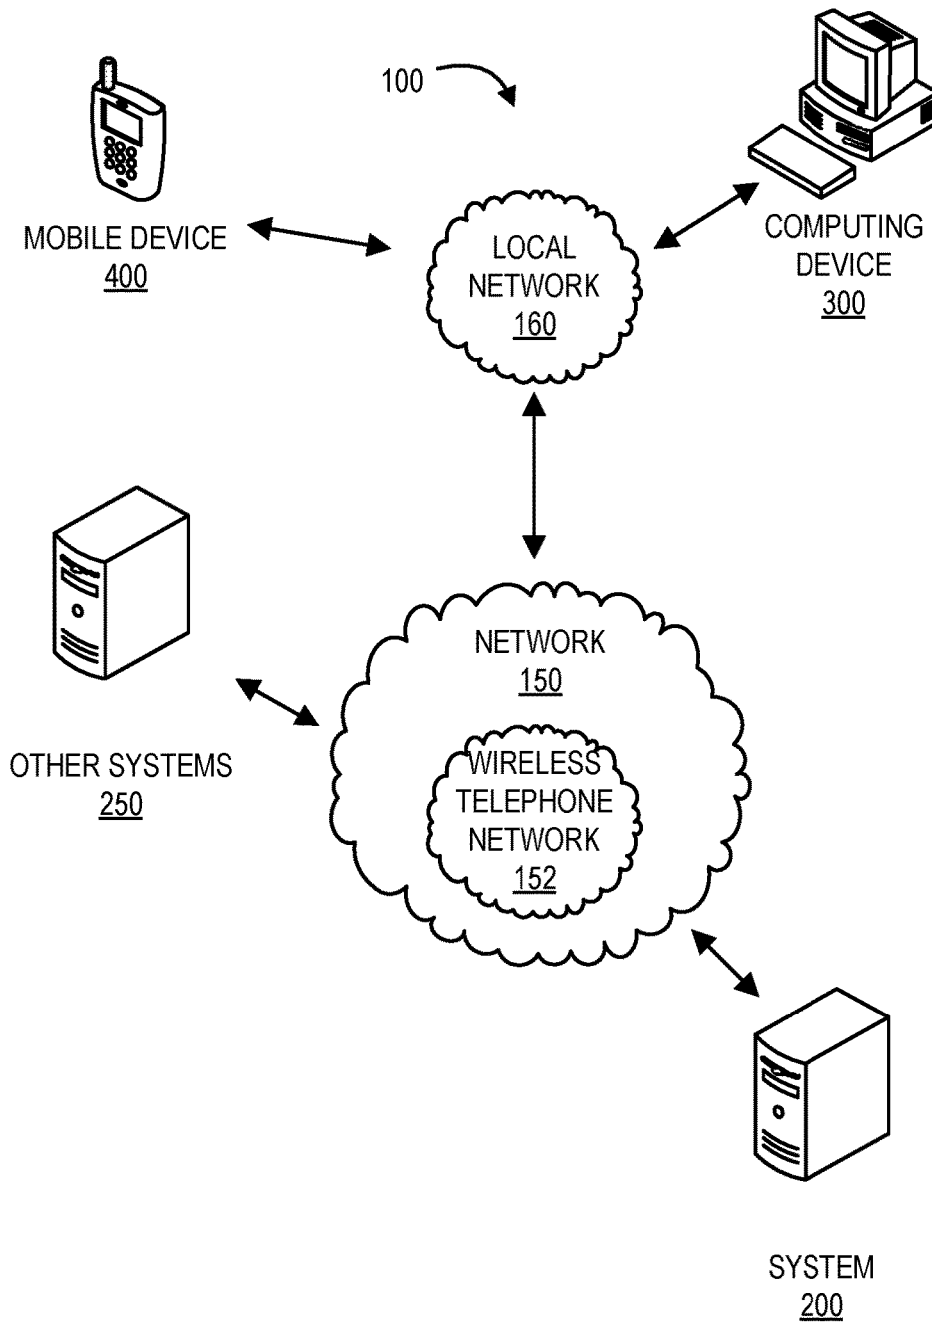 100
MOBILE DEVICE
400
LOCAL
NETWORK
160
COMPUTING
DEVICE
300
NETWORK
150
WIRELESS
TELEPHONE
NETWORK
152
OTHER SYSTEMS
250
SYSTEM
200